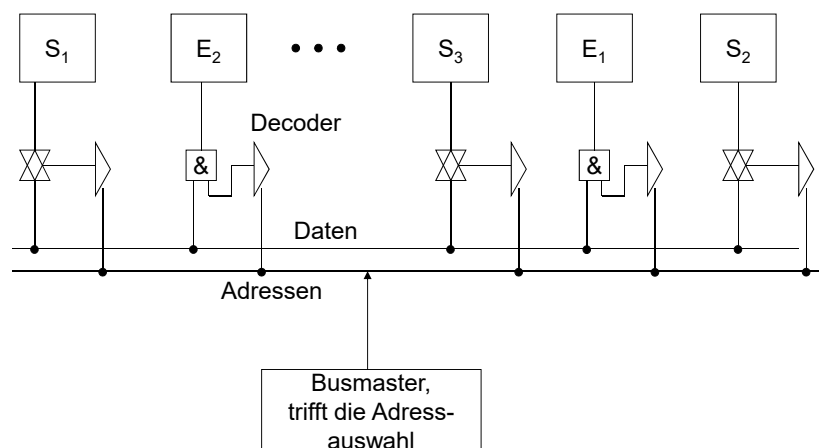 S1 E2 • • • S3 E1 S2
Decoder
& &
Daten
Adressen
Busmaster,
trifft die Adress-
auswahl